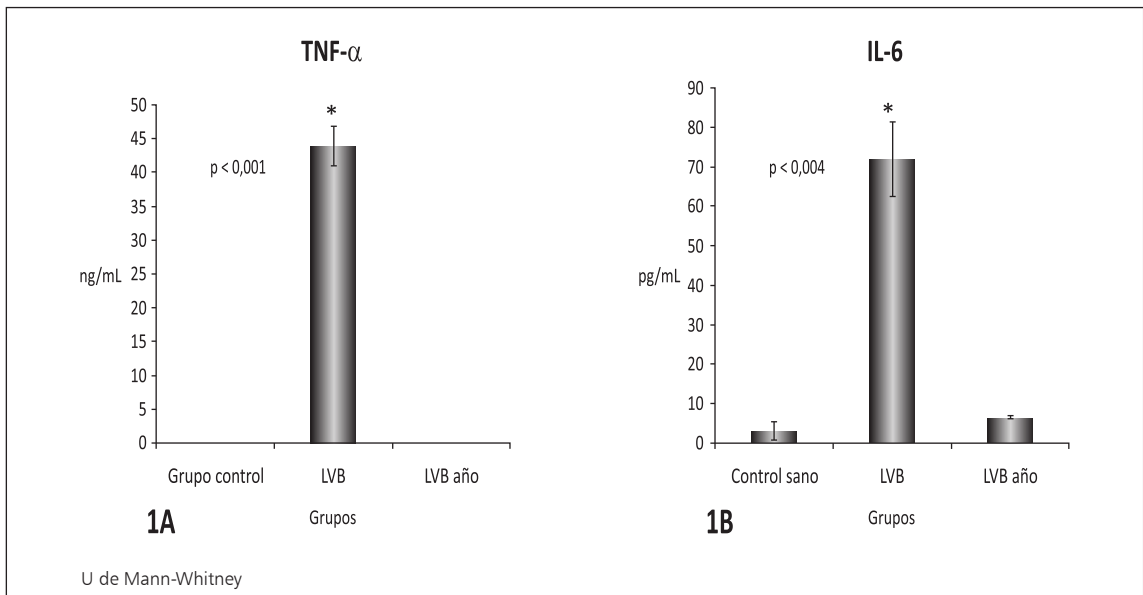 TNF-α
50
45
40
35
30
25
20
15
10
5
0
ng/mL
*
p < 0,001
Grupo control LVB LVB año
Grupos
1A
IL-6
90
80
70
60
50
40
30
20
10
0
pg/mL
*
p < 0,004
Control sano LVB LVB año
Grupos
1B
U de Mann-Whitney